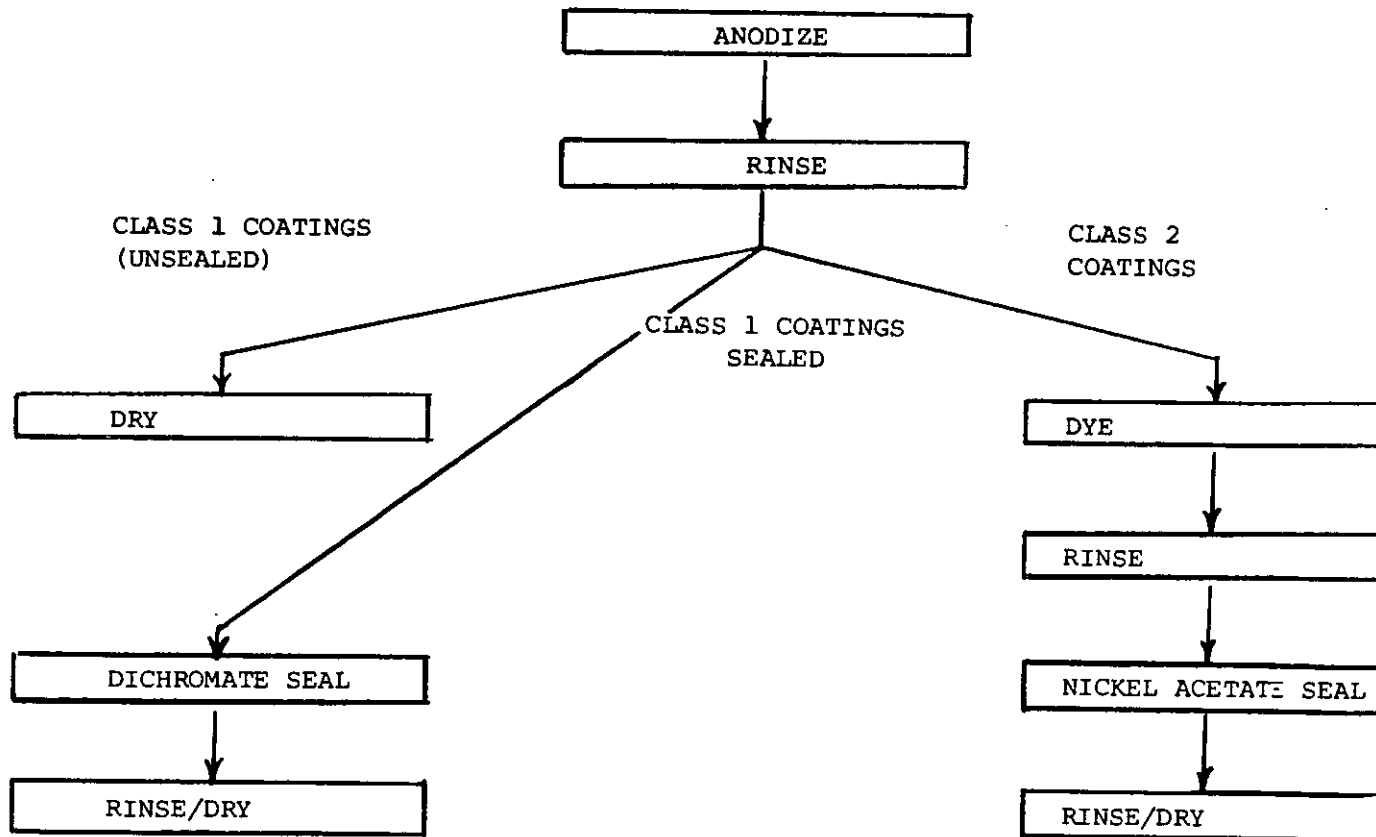 ANODIZE
RINSE
CLASS 1 COATINGS
(UNSEALED)
CLASS 1 COATINGS
SEALED
CLASS 2
COATINGS
DRY
DYE
RINSE
DICHROMATE SEAL
NICKEL ACETATE SEAL
RINSE/DRY
RINSE/DRY